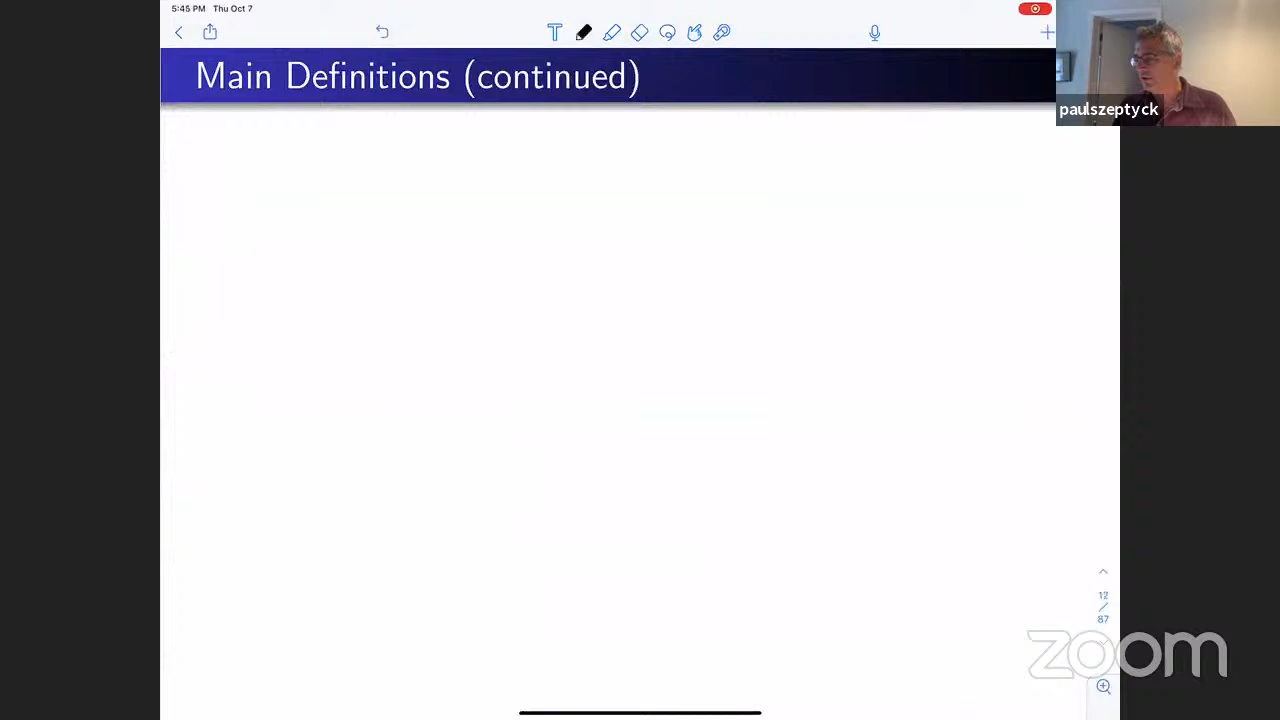 5:45 PM Thu Oct 7
Main Definitions (continued)
paulszeptyck
12
87
zoom